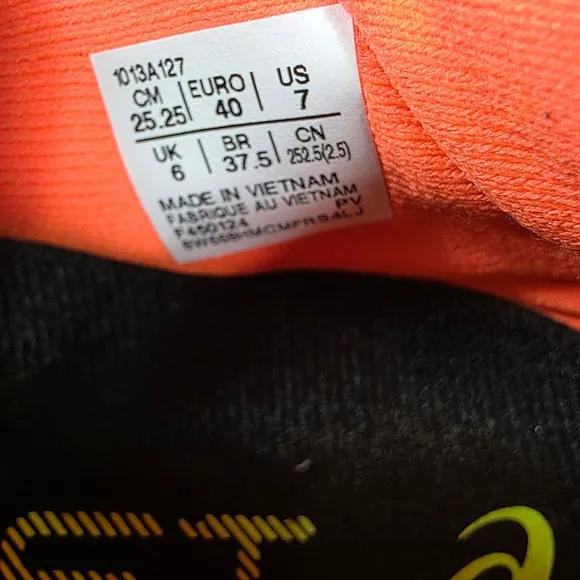 1013A127
CM | EURO | US
25.25 | 40 | 7
UK | BR | CN
6 | 37.5 | 252.5(2.5)
MADE IN VIETNAM
FABRIQUE AU VIETNAM
F450124 PV